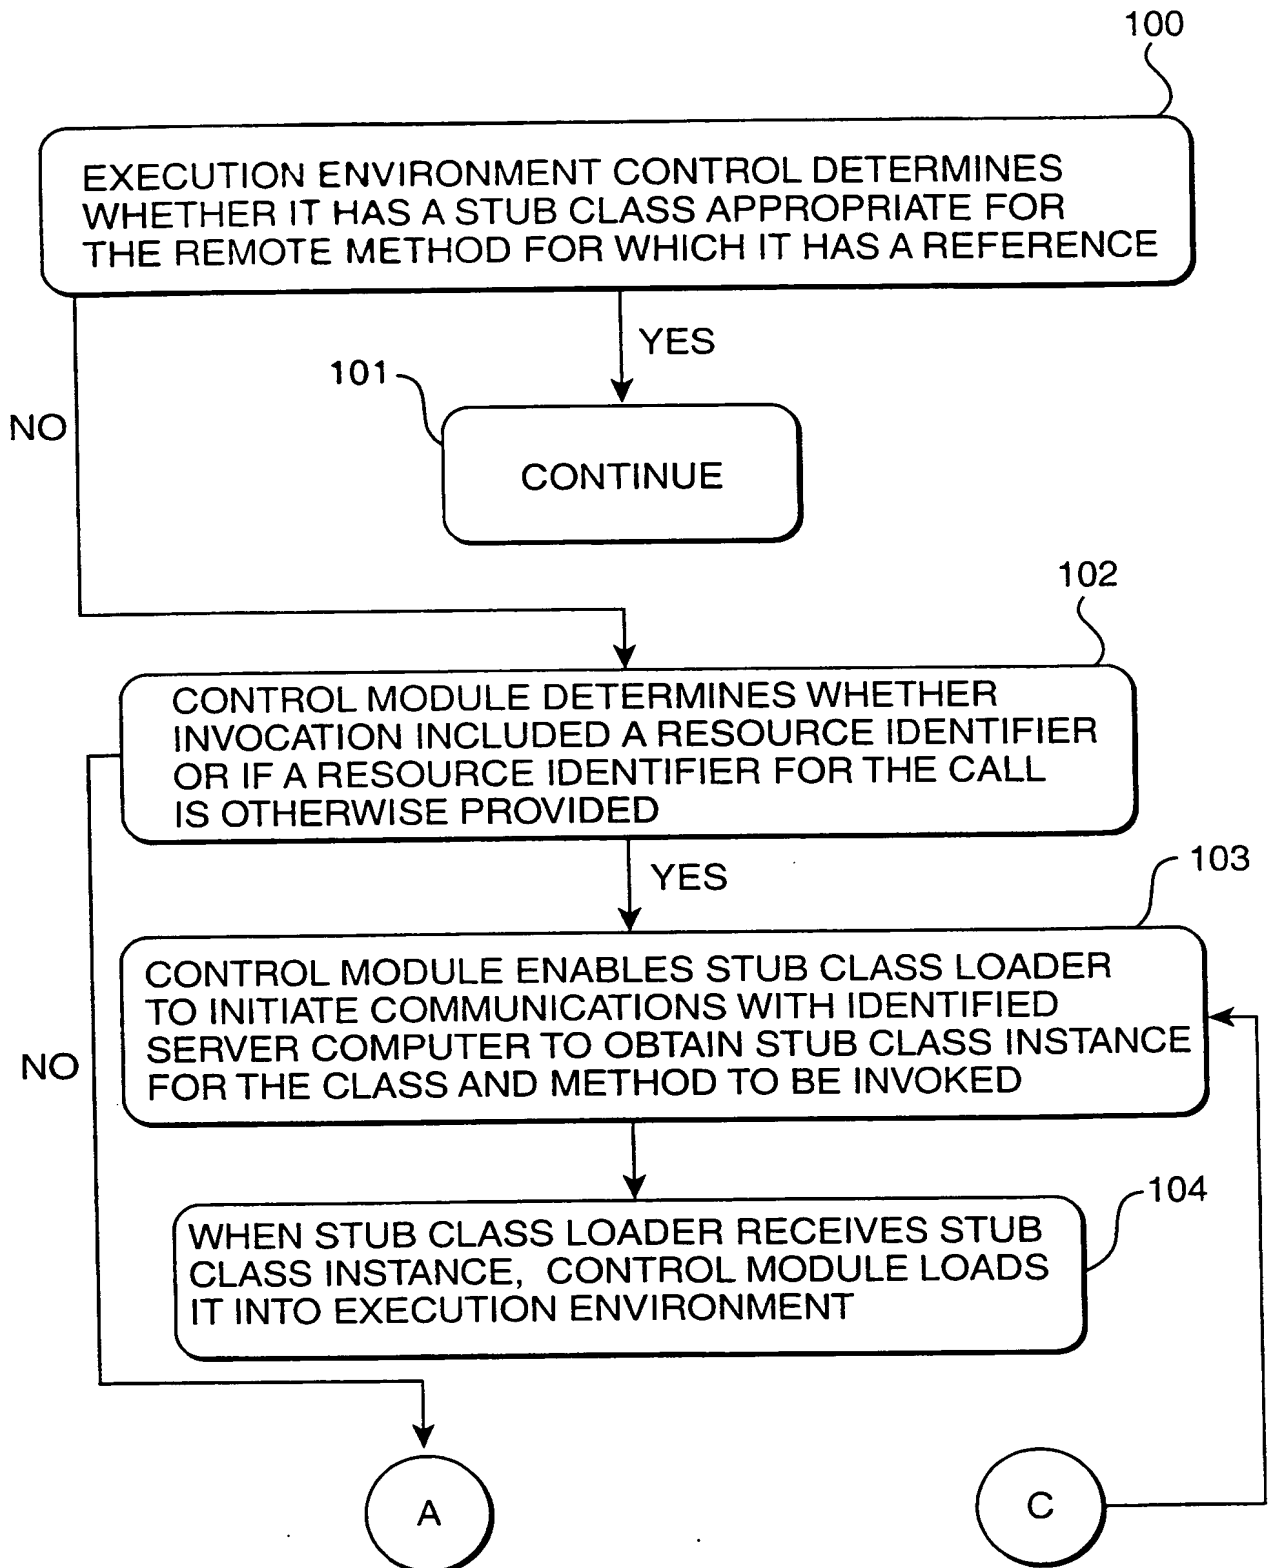 100
EXECUTION ENVIRONMENT CONTROL DETERMINES
WHETHER IT HAS A STUB CLASS APPROPRIATE FOR
THE REMOTE METHOD FOR WHICH IT HAS A REFERENCE
YES
101
NO
CONTINUE
102
CONTROL MODULE DETERMINES WHETHER
INVOCATION INCLUDED A RESOURCE IDENTIFIER
OR IF A RESOURCE IDENTIFIER FOR THE CALL
IS OTHERWISE PROVIDED
YES
103
CONTROL MODULE ENABLES STUB CLASS LOADER
TO INITIATE COMMUNICATIONS WITH IDENTIFIED
SERVER COMPUTER TO OBTAIN STUB CLASS INSTANCE
FOR THE CLASS AND METHOD TO BE INVOKED
NO
104
WHEN STUB CLASS LOADER RECEIVES STUB
CLASS INSTANCE, CONTROL MODULE LOADS
IT INTO EXECUTION ENVIRONMENT
A
C